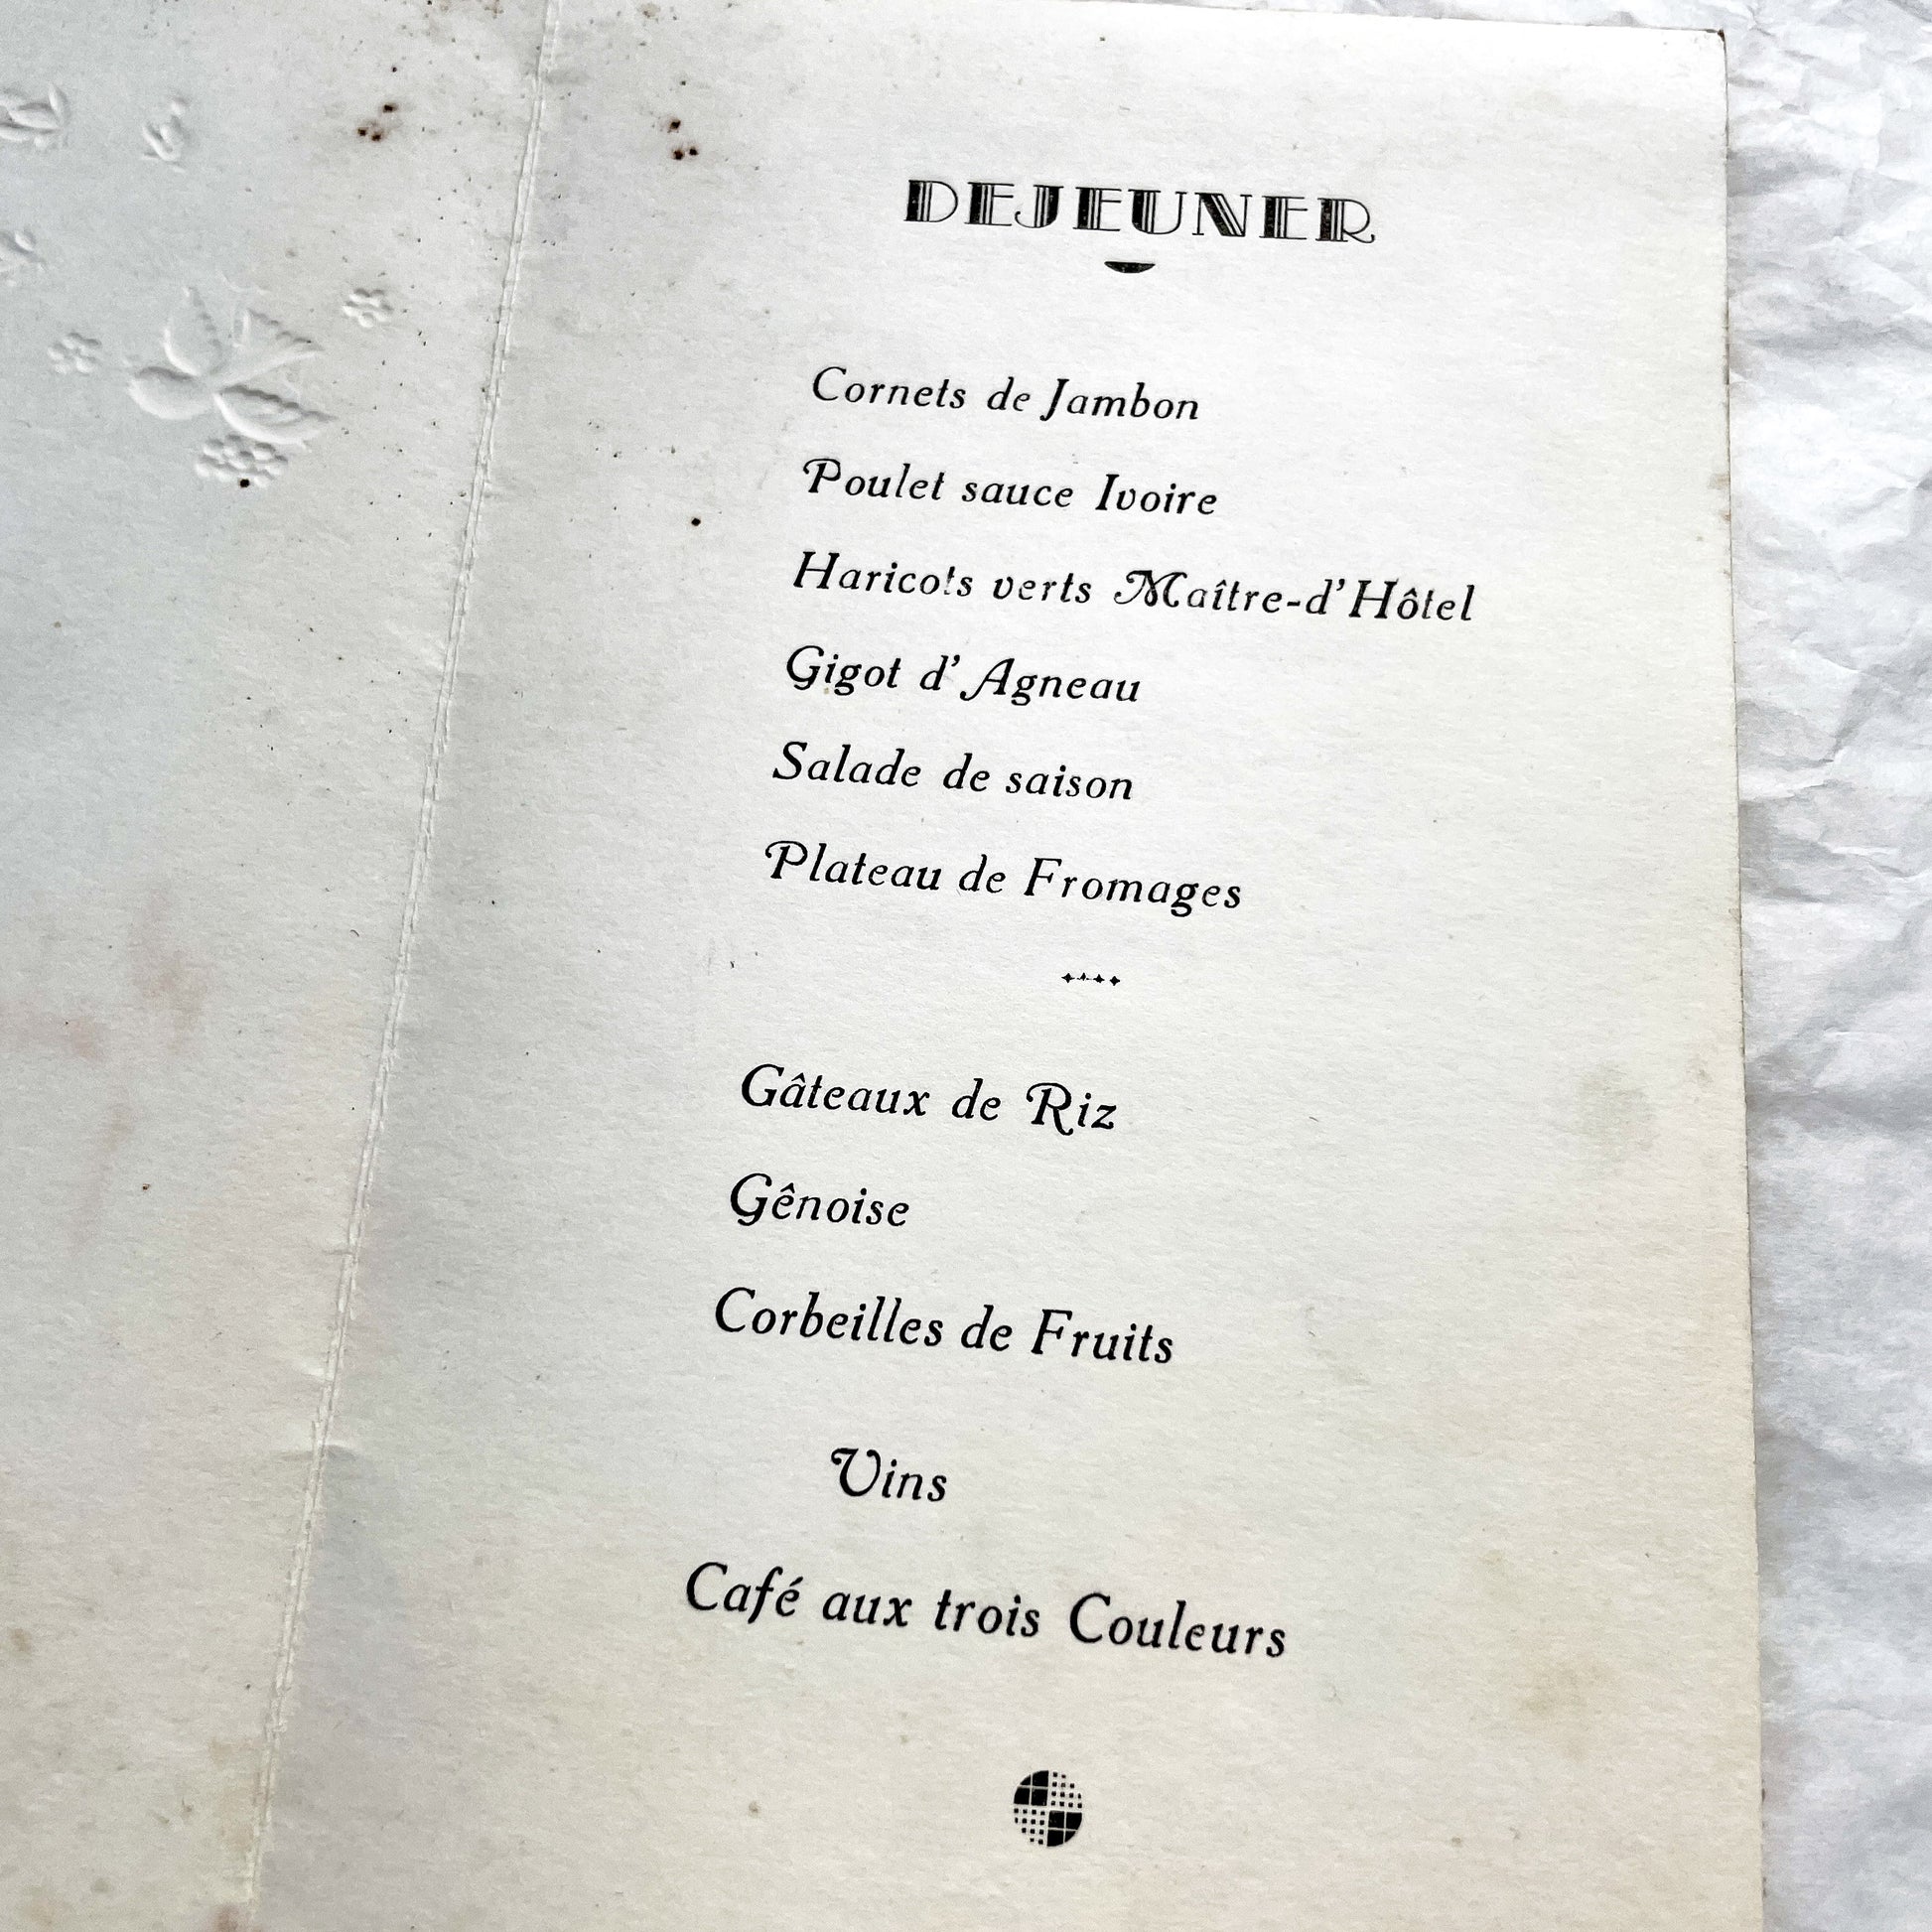 DEJEUNER
Cornets de Jambon
Poulet sauce Ivoire
Haricots verts Maître-d'Hôtel
Gigot d'Agneau
Salade de saison
Plateau de Fromages
Gâteaux de Riz
Gênoise
Corbeilles de Fruits
Vins
Café aux trois Couleurs